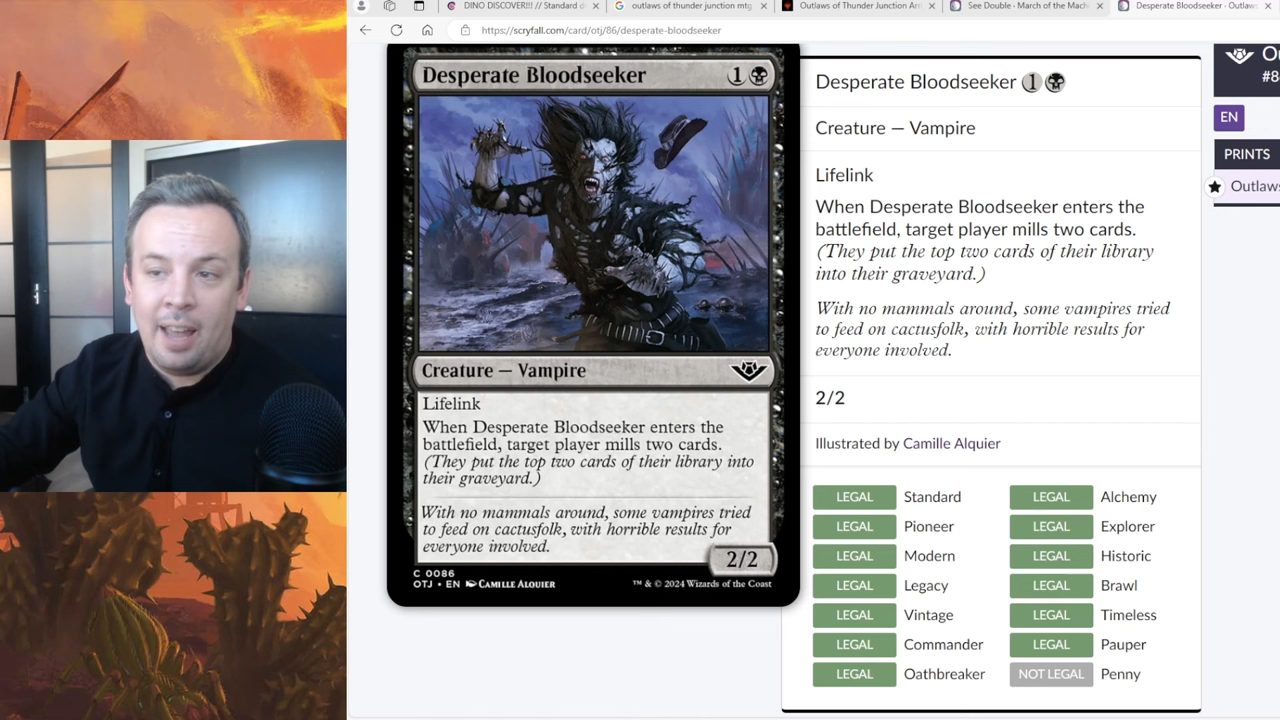 DINO DISCOVER!!! // Standard d
outlaws of thunder junction mtg
Outlaws of Thunder Junction Ar
See Double - March of the Mach
Desperate Bloodseeker · Outlaws
https://scryfall.com/card/otj/86/desperate-bloodseeker
Desperate Bloodseeker 1
Creature — Vampire
Lifelink
When Desperate Bloodseeker enters the
battlefield, target player mills two cards.
(They put the top two cards of their library into
their graveyard.)
With no mammals around, some vampires tried
to feed on cactusfolk, with horrible results for
everyone involved.
2/2
C 0086
OTJ • EN CAMILLE ALQUIER
™ & © 2024 Wizards of the Coast
Desperate Bloodseeker 1
Creature — Vampire
Lifelink
When Desperate Bloodseeker enters the
battlefield, target player mills two cards.
(They put the top two cards of their library
into their graveyard.)
With no mammals around, some vampires tried
to feed on cactusfolk, with horrible results for
everyone involved.
2/2
Illustrated by Camille Alquier
LEGAL Standard LEGAL Alchemy
LEGAL Pioneer LEGAL Explorer
LEGAL Modern LEGAL Historic
LEGAL Legacy LEGAL Brawl
LEGAL Vintage LEGAL Timeless
LEGAL Commander LEGAL Pauper
LEGAL Oathbreaker NOT LEGAL Penny
Ou
#8
EN
PRINTS
Outlaws